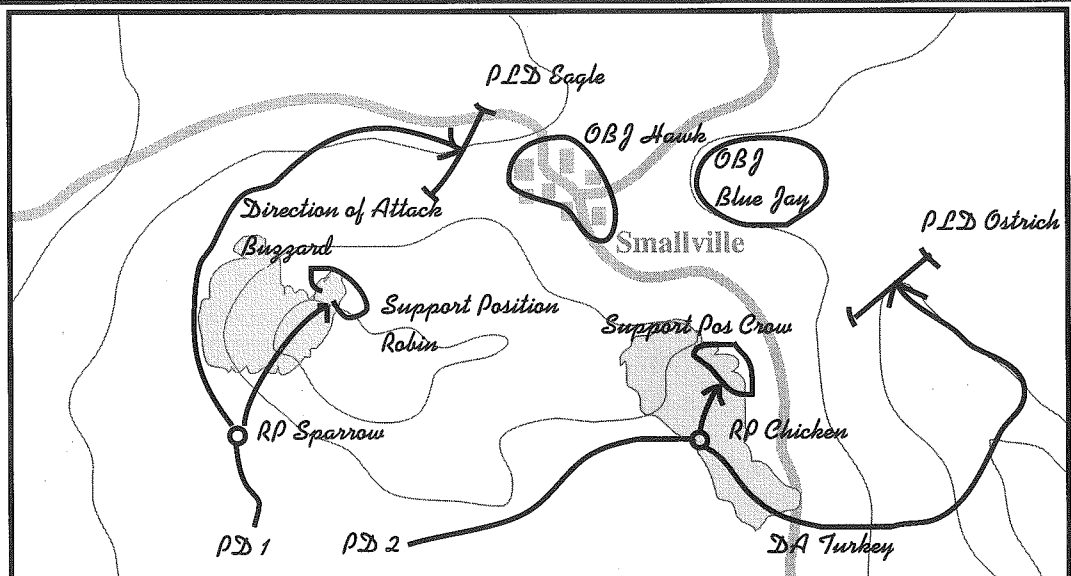 PLD Eagle
OBJ Hawk
OBJ
Blue Jay
Direction of Attack
Buzzard
PLD Ostrich
Smallville
Support Position
Robin
Support Pos Crow
RP Sparrow
RP Chicken
PD 1
PD 2
DA Turkey